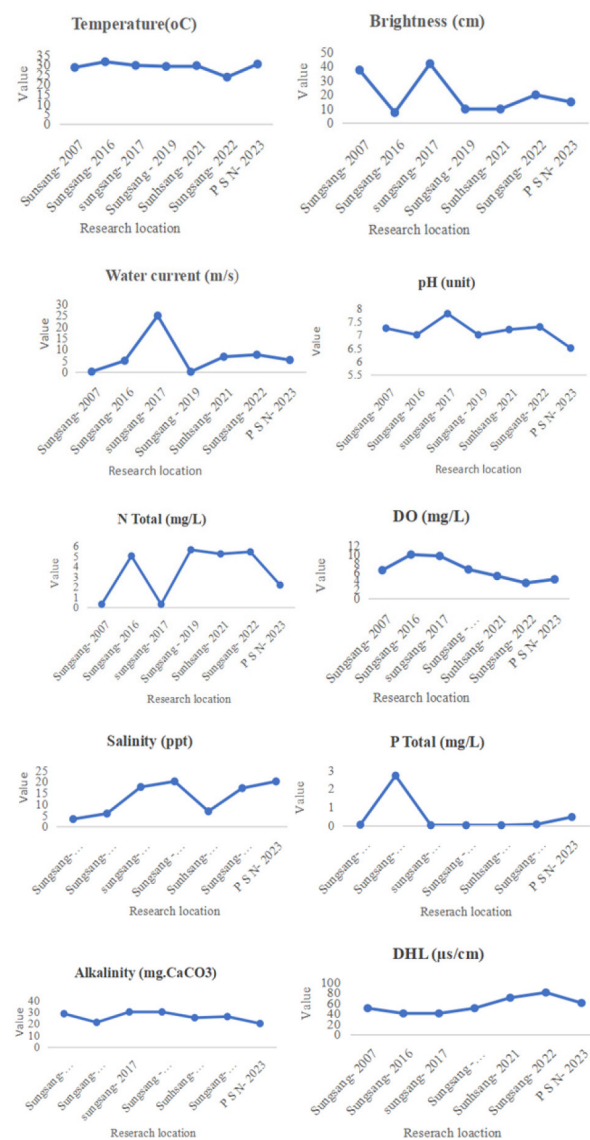 Temperature(oC)
Value
35
30
25
20
15
10
5
0
Sunsang- 2007
Sungsang- 2016
sungsang- 2017
Sungsang - 2019
Sunhsang- 2021
Sungsang- 2022
P S N- 2023
Research location
Brightness (cm)
Value
50
40
30
20
10
0
Sungsang- 2007
Sungsang- 2016
sungsang- 2017
Sungsang - 2019
Sunhsang- 2021
Sungsang- 2022
P S N- 2023
Research location
Water current (m/s)
Value
30
25
20
15
10
5
0
Sungsang- 2007
Sungsang- 2016
sungsang- 2017
Sungsang - 2019
Sunhsang- 2021
Sungsang- 2022
P S N- 2023
Research location
pH (unit)
Value
8
7.5
7
6.5
6
5.5
Sungsang- 2007
Sungsang- 2016
sungsang- 2017
Sungsang - 2019
Sunhsang- 2021
Sungsang- 2022
P S N- 2023
Research location
N Total (mg/L)
Value
6
5
4
3
2
1
0
Sungsang- 2007
Sungsang- 2016
sungsang- 2017
Sungsang - 2019
Sunhsang- 2021
Sungsang- 2022
P S N- 2023
Research location
DO (mg/L)
Value
12
10
8
6
4
2
0
Sungsang- 2007
Sungsang- 2016
sungsang- 2017
Sungsang -...
Sunhsang- 2021
Sungsang- 2022
P S N- 2023
Research location
Salinity (ppt)
Value
25
20
15
10
5
0
Sungsang-...
Sungsang-...
sungsang-...
Sungsang -...
Sunhsang-...
Sungsang-...
P S N- 2023
Research location
P Total (mg/L)
Value
3
2
1
0
Sungsang-...
Sungsang-...
sungsang-...
Sungsang -...
Sunhsang-...
Sungsang-...
P S N- 2023
Reserach location
Alkalinity (mg.CaCO3)
Value
40
30
20
10
0
Sungsang-...
Sungsang-...
sungsang- 2017
Sungsang -...
Sunhsang-...
Sungsang-...
P S N- 2023
Reserach location
DHL (µs/cm)
Value
100
80
60
40
20
0
Sungsang- 2007
Sungsang- 2016
sungsang- 2017
Sungsang -...
Sunhsang- 2021
Sungsang- 2022
P S N- 2023
Reserach loaction